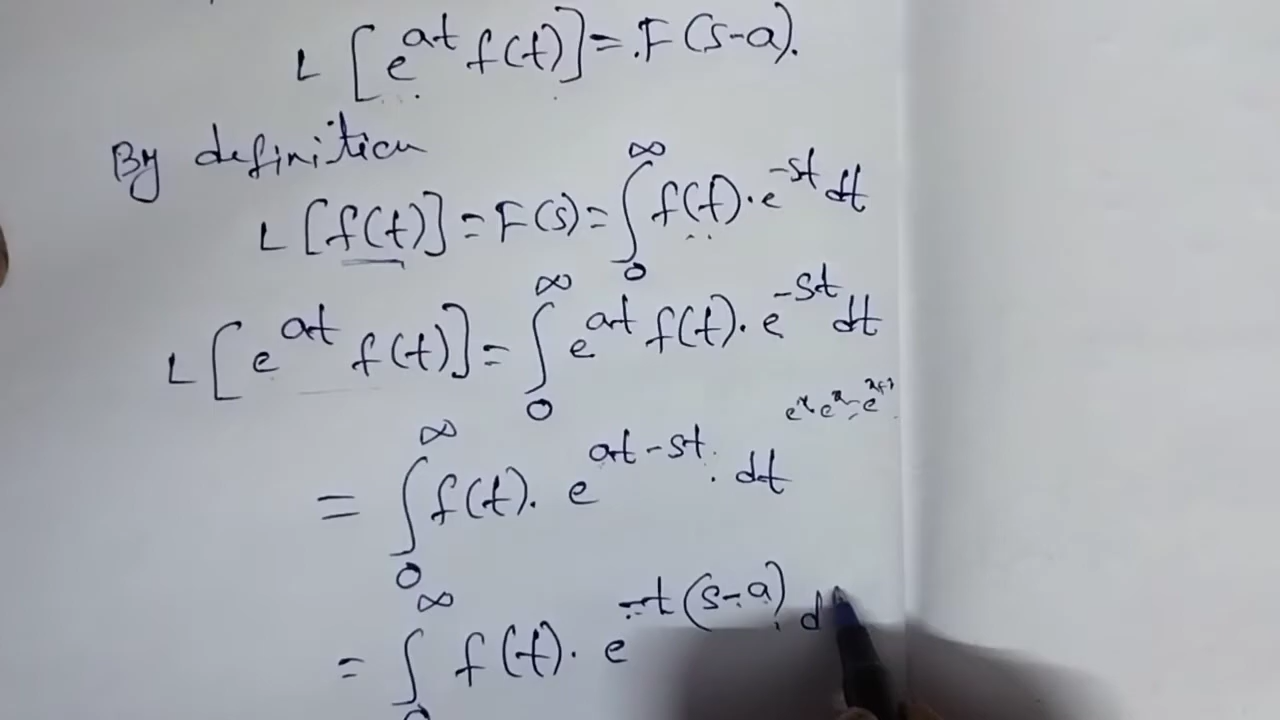 L[e^{at} f(t)] = F(s-a).
By definition
L[f(t)] = F(s) = ∫_0^∞ f(t)·e^{-st} dt
L[e^{at} f(t)] = ∫_0^∞ e^{at} f(t)·e^{-st} dt
= ∫_0^∞ f(t)·e^{at-st}·dt
= ∫_0^∞ f(t)·e^{-t(s-a)} d